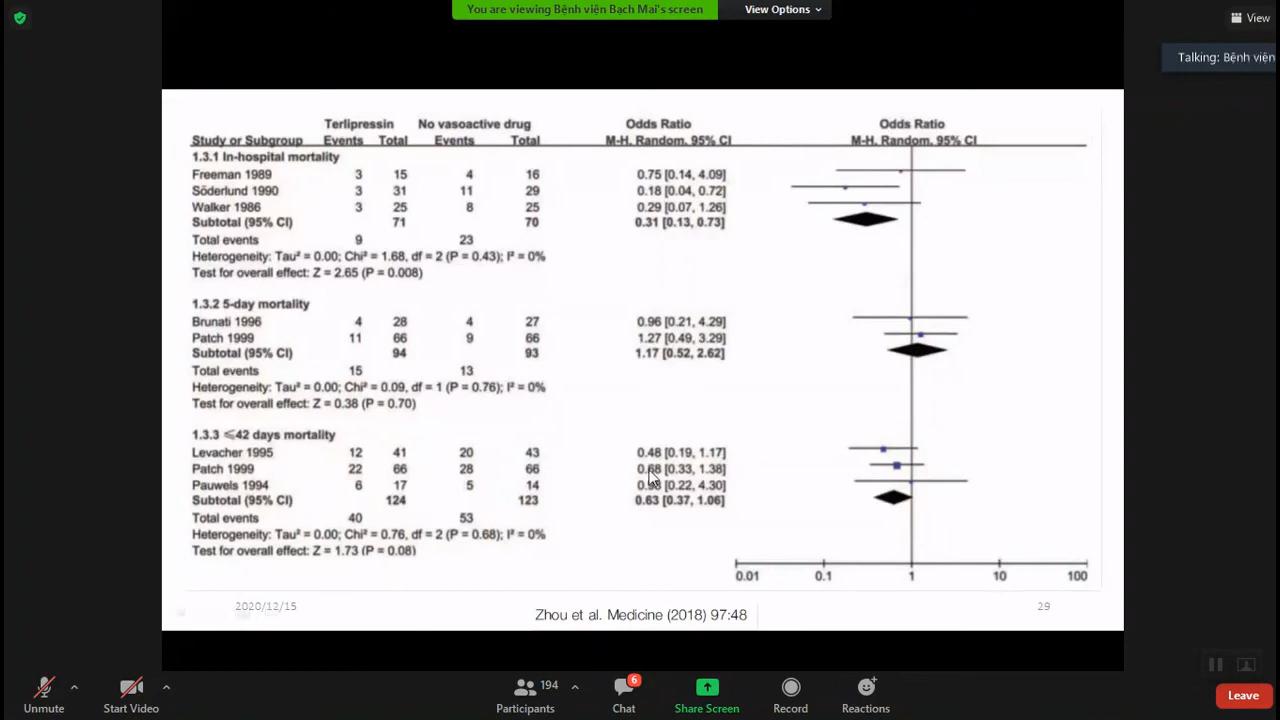 You are viewing Bệnh viện Bạch Mai's screen
View Options
View
Talking: Bệnh viện
Terlipressin No vasoactive drug Odds Ratio Odds Ratio
Study or Subgroup Events Total Events Total M-H. Random. 95% CI M-H. Random. 95% CI
1.3.1 In-hospital mortality
Freeman 1989 3 15 4 16 0.75 [0.14, 4.09]
Söderlund 1990 3 31 11 29 0.18 [0.04, 0.72]
Walker 1986 3 25 8 25 0.29 [0.07, 1.26]
Subtotal (95% CI) 71 70 0.31 [0.13, 0.73]
Total events 9 23
Heterogeneity: Tau² = 0.00; Chi² = 1.68, df = 2 (P = 0.43); I² = 0%
Test for overall effect: Z = 2.65 (P = 0.008)
1.3.2 5-day mortality
Brunati 1996 4 28 4 27 0.96 [0.21, 4.29]
Patch 1999 11 66 9 66 1.27 [0.49, 3.29]
Subtotal (95% CI) 94 93 1.17 [0.52, 2.62]
Total events 15 13
Heterogeneity: Tau² = 0.00; Chi² = 0.09, df = 1 (P = 0.76); I² = 0%
Test for overall effect: Z = 0.38 (P = 0.70)
1.3.3 ⩽42 days mortality
Levacher 1995 12 41 20 43 0.48 [0.19, 1.17]
Patch 1999 22 66 28 66 0.68 [0.33, 1.38]
Pauwels 1994 6 17 5 14 [0.22, 4.30]
Subtotal (95% CI) 124 123 0.63 [0.37, 1.06]
Total events 40 53
Heterogeneity: Tau² = 0.00; Chi² = 0.76, df = 2 (P = 0.68); I² = 0%
Test for overall effect: Z = 1.73 (P = 0.08)
0.01 0.1 1 10 100
2020/12/15
Zhou et al. Medicine (2018) 97:48
29
Unmute
Start Video
194
Participants
6
Chat
Share Screen
Record
Reactions
Leave